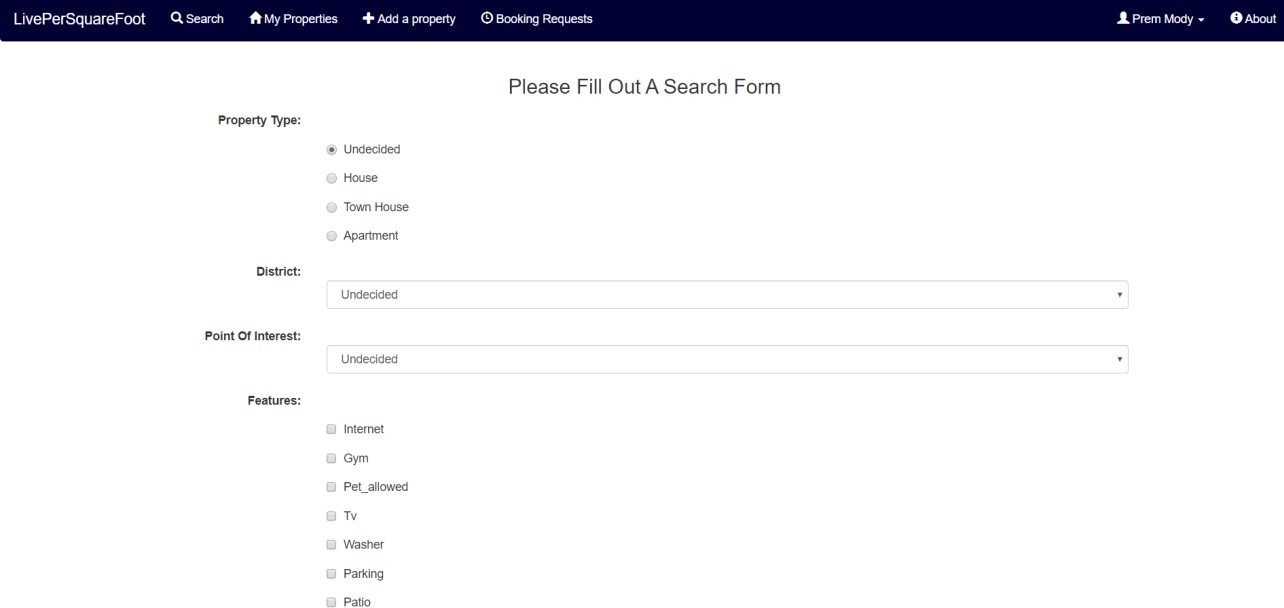 LivePerSquareFoot Search My Properties Add a property Booking Requests Prem Mody About
Please Fill Out A Search Form
Property Type:
Undecided
House
Town House
Apartment
District:
Undecided
Point Of Interest:
Undecided
Features:
Internet
Gym
Pet_allowed
Tv
Washer
Parking
Patio